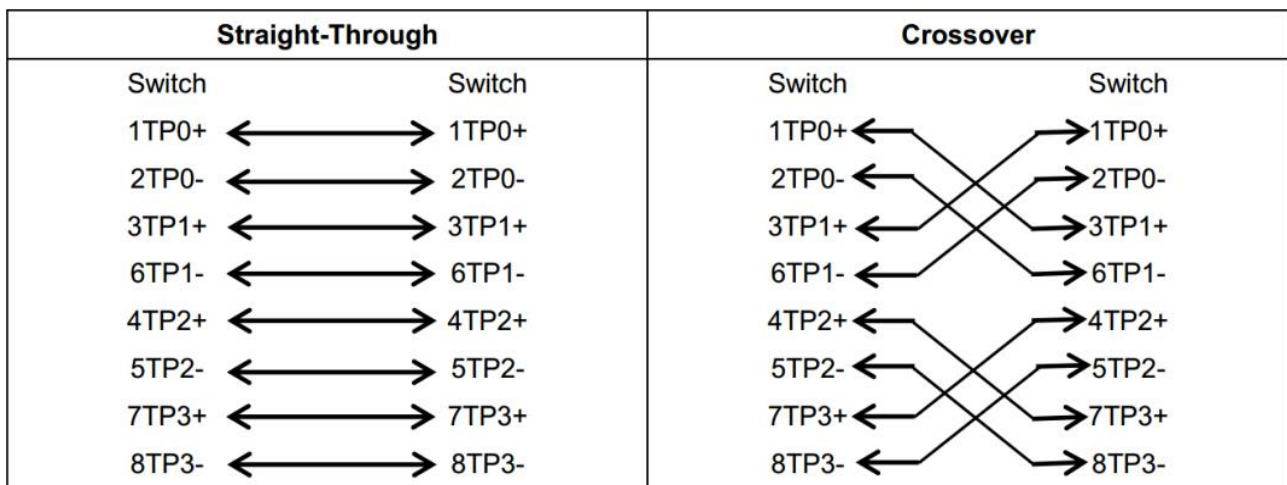 Straight-Through Crossover
Switch Switch Switch Switch
1TP0+ 1TP0+ 1TP0+ 1TP0+
2TP0- 2TP0- 2TP0- 2TP0-
3TP1+ 3TP1+ 3TP1+ 3TP1+
6TP1- 6TP1- 6TP1- 6TP1-
4TP2+ 4TP2+ 4TP2+ 4TP2+
5TP2- 5TP2- 5TP2- 5TP2-
7TP3+ 7TP3+ 7TP3+ 7TP3+
8TP3- 8TP3- 8TP3- 8TP3-